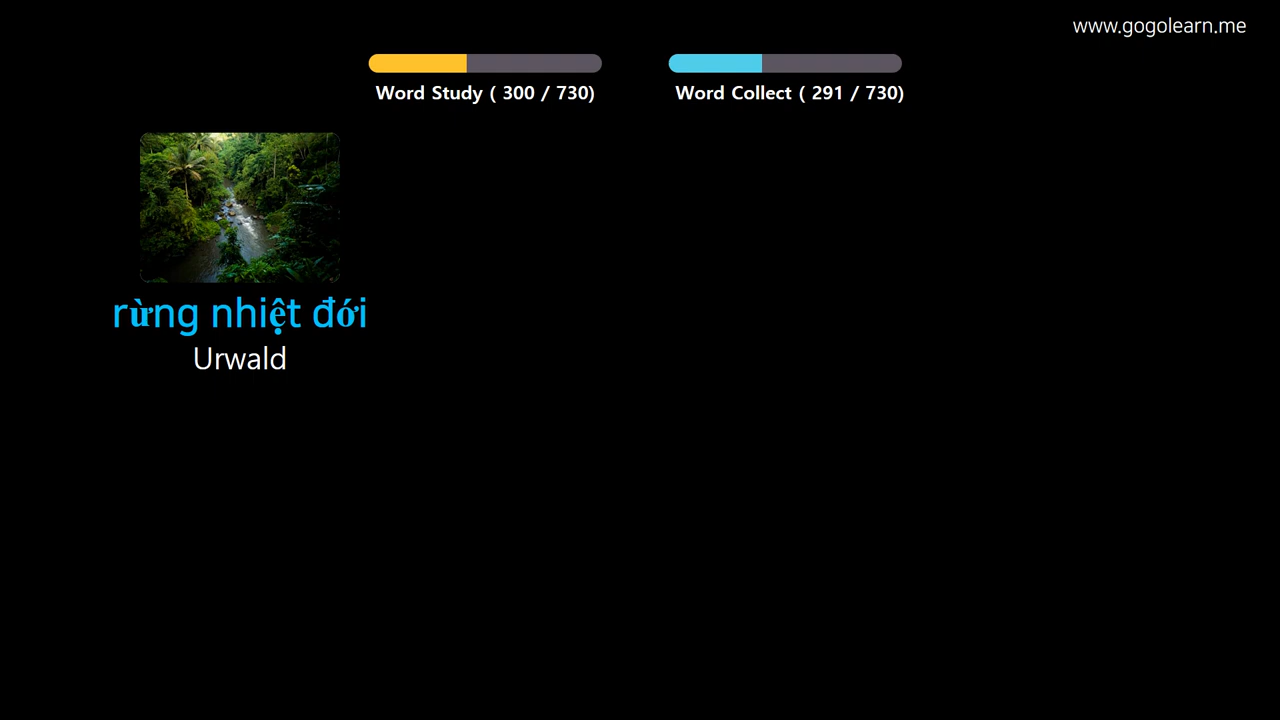 www.gogolearn.me
Word Study ( 300 / 730)
Word Collect ( 291 / 730)
rừng nhiệt đới
Urwald